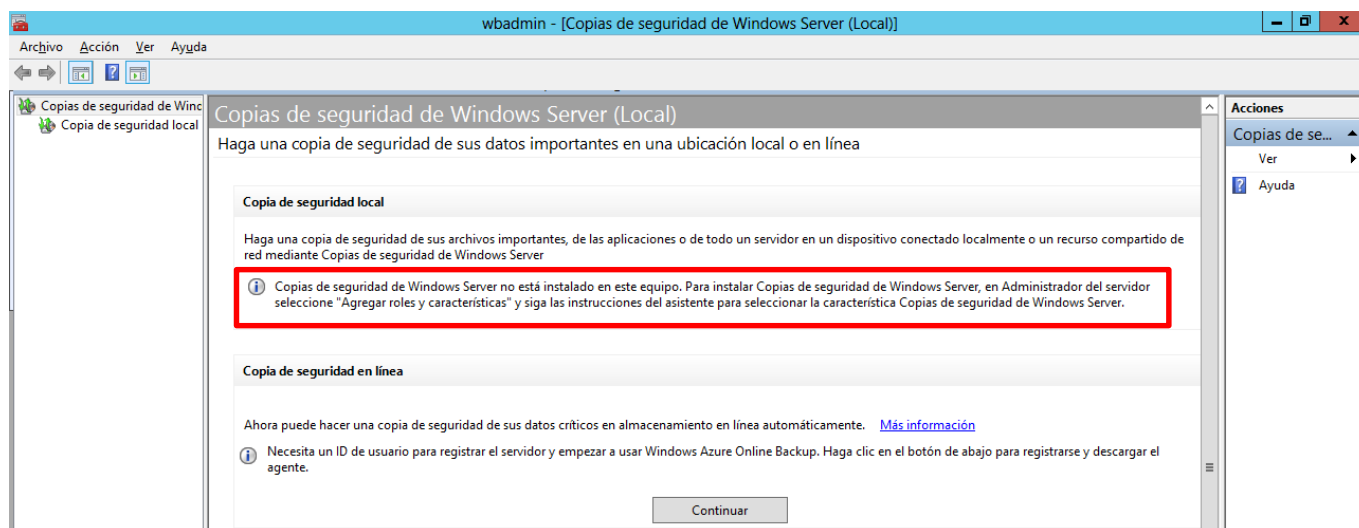 wbadmin - [Copias de seguridad de Windows Server (Local)]
Archivo Acción Ver Ayuda
Copias de seguridad de Winc
Copia de seguridad local
Copias de seguridad de Windows Server (Local)
Haga una copia de seguridad de sus datos importantes en una ubicación local o en línea
Copia de seguridad local
Haga una copia de seguridad de sus archivos importantes, de las aplicaciones o de todo un servidor en un dispositivo conectado localmente o un recurso compartido de
red mediante Copias de seguridad de Windows Server
Copias de seguridad de Windows Server no está instalado en este equipo. Para instalar Copias de seguridad de Windows Server, en Administrador del servidor
seleccione "Agregar roles y características" y siga las instrucciones del asistente para seleccionar la característica Copias de seguridad de Windows Server.
Copia de seguridad en línea
Ahora puede hacer una copia de seguridad de sus datos críticos en almacenamiento en línea automáticamente. Más información
Necesita un ID de usuario para registrar el servidor y empezar a usar Windows Azure Online Backup. Haga clic en el botón de abajo para registrarse y descargar el
agente.
Continuar
Acciones
Copias de se...
Ver
Ayuda